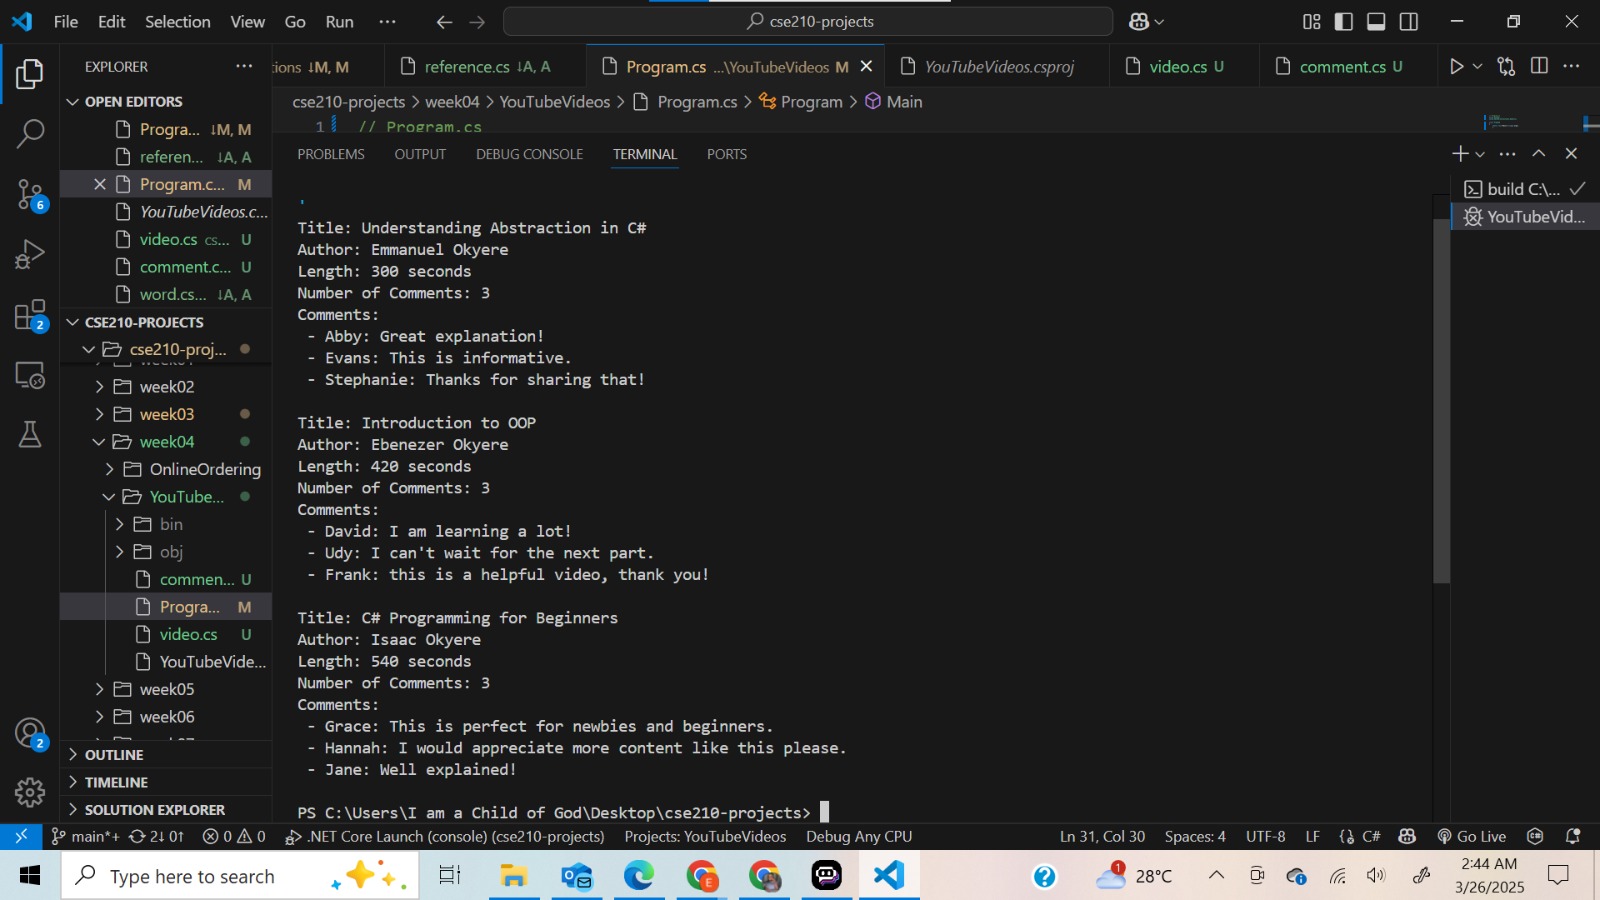 File Edit Selection View Go Run ···
cse210-projects
EXPLORER ···
OPEN EDITORS
Progra... ↓M, M
referen... ↓A, A
Program.c... M
YouTubeVideos.c...
video.cs cs... U
comment.c... U
word.cs... ↓A, A
CSE210-PROJECTS
cse210-proj...
week02
week03
week04
OnlineOrdering
YouTube...
bin
obj
commen... U
Progra... M
video.cs U
YouTubeVide...
week05
week06
OUTLINE
TIMELINE
SOLUTION EXPLORER
6
2
2
ions ↓M, M
reference.cs ↓A, A
Program.cs ...\YouTubeVideos M
YouTubeVideos.csproj
video.cs U
comment.cs U
cse210-projects > week04 > YouTubeVideos > Program.cs > Program > Main
1 // Program.cs
PROBLEMS OUTPUT DEBUG CONSOLE TERMINAL PORTS
build C:\...
YouTubeVid...
Title: Understanding Abstraction in C#
Author: Emmanuel Okyere
Length: 300 seconds
Number of Comments: 3
Comments:
- Abby: Great explanation!
- Evans: This is informative.
- Stephanie: Thanks for sharing that!
Title: Introduction to OOP
Author: Ebenezer Okyere
Length: 420 seconds
Number of Comments: 3
Comments:
- David: I am learning a lot!
- Udy: I can't wait for the next part.
- Frank: this is a helpful video, thank you!
Title: C# Programming for Beginners
Author: Isaac Okyere
Length: 540 seconds
Number of Comments: 3
Comments:
- Grace: This is perfect for newbies and beginners.
- Hannah: I would appreciate more content like this please.
- Jane: Well explained!
PS C:\Users\I am a Child of God\Desktop\cse210-projects>
main*+ 2↓ 0↑ 0 0 .NET Core Launch (console) (cse210-projects) Projects: YouTubeVideos Debug Any CPU Ln 31, Col 30 Spaces: 4 UTF-8 LF {} C# Go Live
Type here to search
E
1
28°C
2:44 AM
3/26/2025